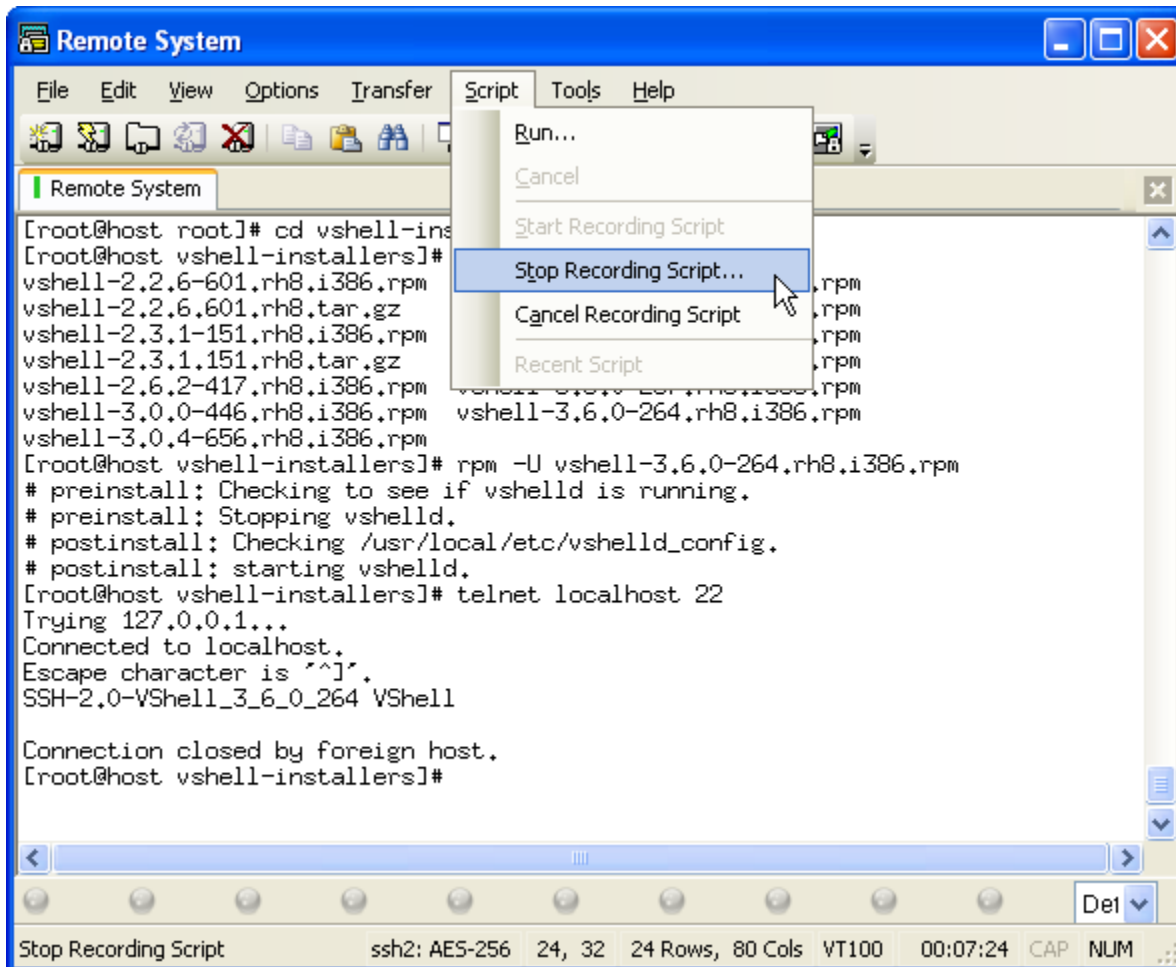 Remote System
File Edit View Options Transfer Script Tools Help
Run...
Cancel
Start Recording Script
Stop Recording Script...
Cancel Recording Script
Recent Script
Remote System
[root@host root]# cd vshell-ins
[root@host vshell-installers]#
vshell-2.2.6-601.rh8.i386.rpm .rpm
vshell-2.2.6.601.rh8.tar.gz .rpm
vshell-2.3.1-151.rh8.i386.rpm .rpm
vshell-2.3.1.151.rh8.tar.gz .rpm
vshell-2.6.2-417.rh8.i386.rpm
vshell-3.0.0-446.rh8.i386.rpm vshell-3.6.0-264.rh8.i386.rpm
vshell-3.0.4-656.rh8.i386.rpm
[root@host vshell-installers]# rpm -U vshell-3.6.0-264.rh8.i386.rpm
# preinstall: Checking to see if vshelld is running.
# preinstall: Stopping vshelld.
# postinstall: Checking /usr/local/etc/vshelld_config.
# postinstall: starting vshelld.
[root@host vshell-installers]# telnet localhost 22
Trying 127.0.0.1...
Connected to localhost.
Escape character is '^]'.
SSH-2.0-VShell_3_6_0_264 VShell
Connection closed by foreign host.
[root@host vshell-installers]#
Def
Stop Recording Script ssh2: AES-256 24, 32 24 Rows, 80 Cols VT100 00:07:24 CAP NUM